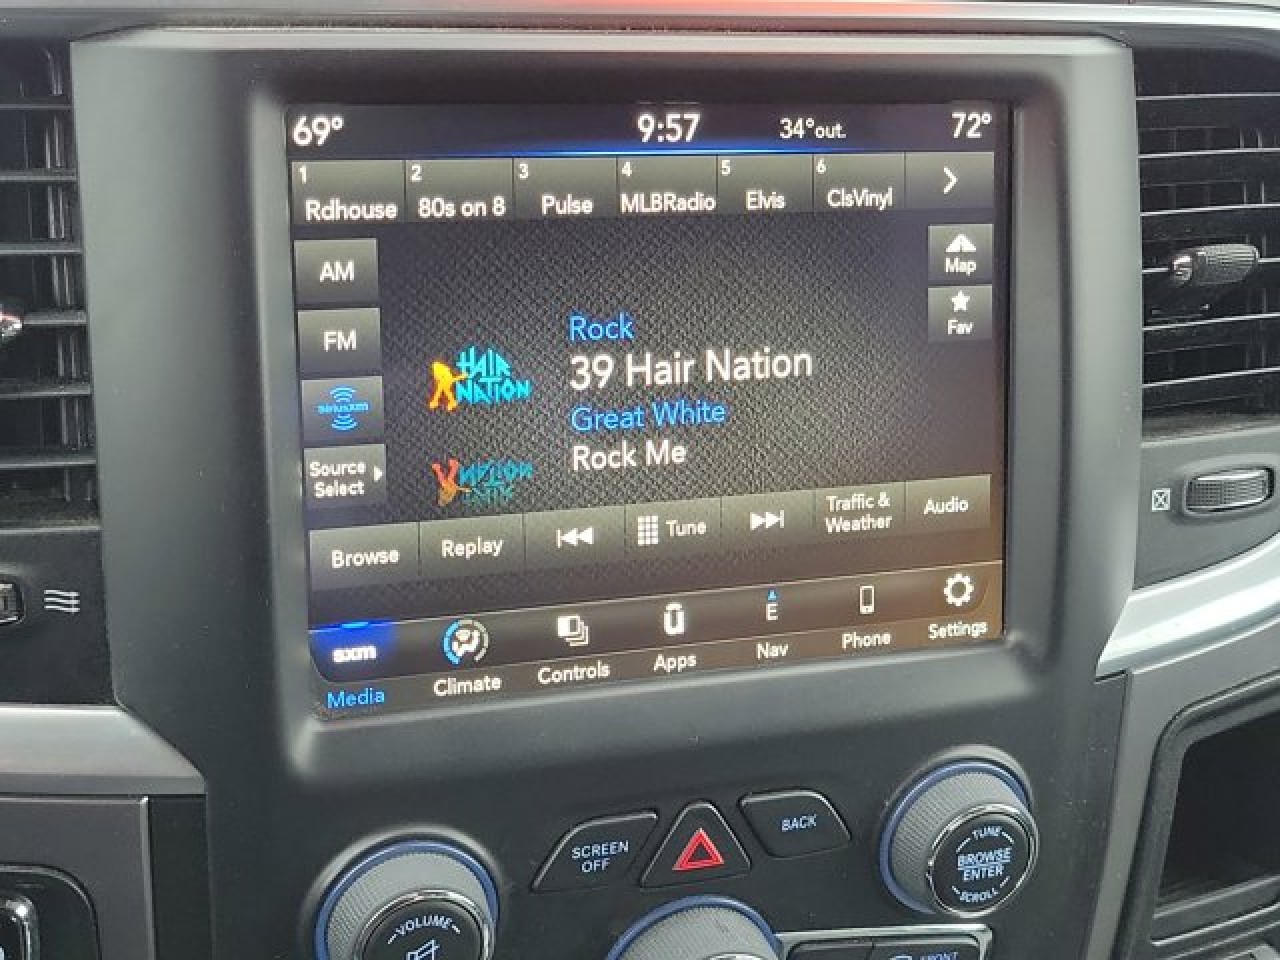 69° 9:57 34°out. 72°
1 2 3 4 5 6
Rdhouse 80s on 8 Pulse MLBRadio Elvis ClsVinyl
AM
Map
FM
Fav
siriusxm
Source
Select
HAIR
NATION
Rock
39 Hair Nation
Great White
Rock Me
Browse Replay Tune Traffic & Weather Audio
sxm E
Media Climate Controls Apps Nav Phone Settings
SCREEN
OFF
BACK
TUNE
BROWSE
ENTER
SCROLL
VOLUME
FRONT